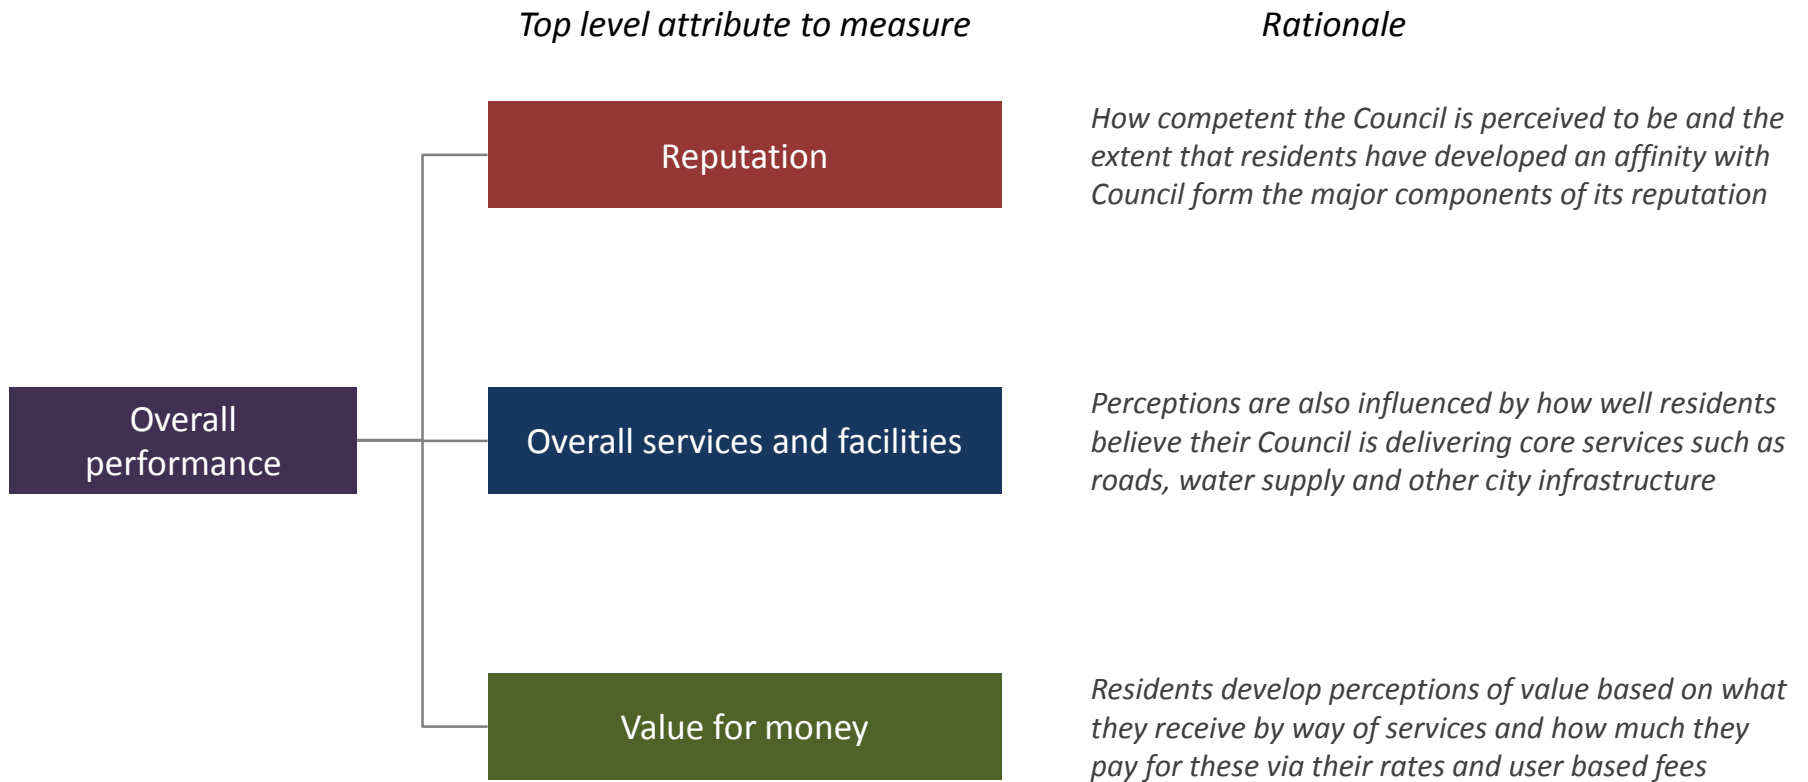 Top level attribute to measure
Rationale
Reputation
How competent the Council is perceived to be and the
extent that residents have developed an affinity with
Council form the major components of its reputation
Overall
performance
Overall services and facilities
Perceptions are also influenced by how well residents
believe their Council is delivering core services such as
roads, water supply and other city infrastructure
Value for money
Residents develop perceptions of value based on what
they receive by way of services and how much they
pay for these via their rates and user based fees